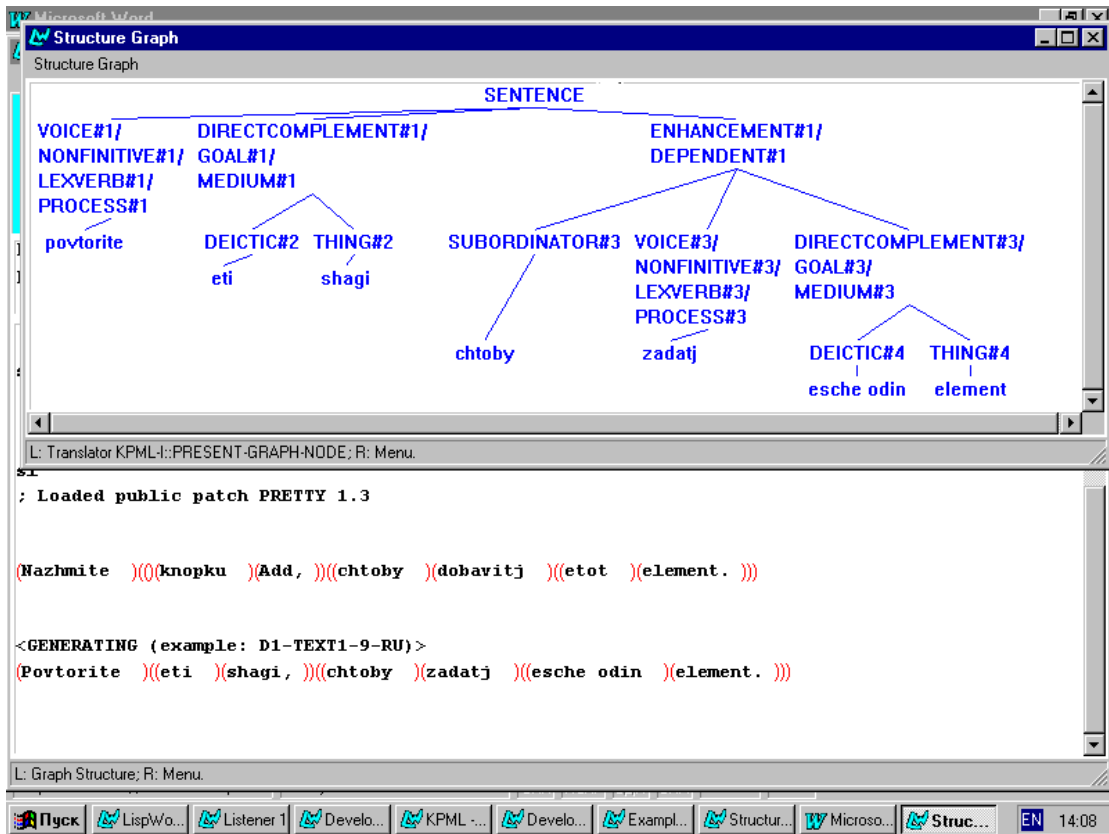 Microsoft Word
Structure Graph
Structure Graph
SENTENCE
VOICE#1/ DIRECTCOMPLEMENT#1/ ENHANCEMENT#1/
NONFINITIVE#1/ GOAL#1/ DEPENDENT#1
LEXVERB#1/ MEDIUM#1
PROCESS#1
povtorite DEICTIC#2 THING#2 SUBORDINATOR#3 VOICE#3/ DIRECTCOMPLEMENT#3/
eti shagi NONFINITIVE#3/ GOAL#3/
LEXVERB#3/ MEDIUM#3
PROCESS#3
chtoby zadatj DEICTIC#4 THING#4
esche odin element
L: Translator KPML-I::PRESENT-GRAPH-NODE; R: Menu.
; Loaded public patch PRETTY 1.3
(Nazhmite )(()(knopku )(Add, ))((chtoby )(dobavitj )((etot )(element. )))
<GENERATING (example: D1-TEXT1-9-RU)>
(Povtorite )((eti )(shagi, ))((chtoby )(zadatj )((esche odin )(element. )))
L: Graph Structure; R: Menu.
Пуск LispWo... Listener 1 Develo... KPML -... Develo... Exampl... Structur... Microso... Struc... EN 14:08